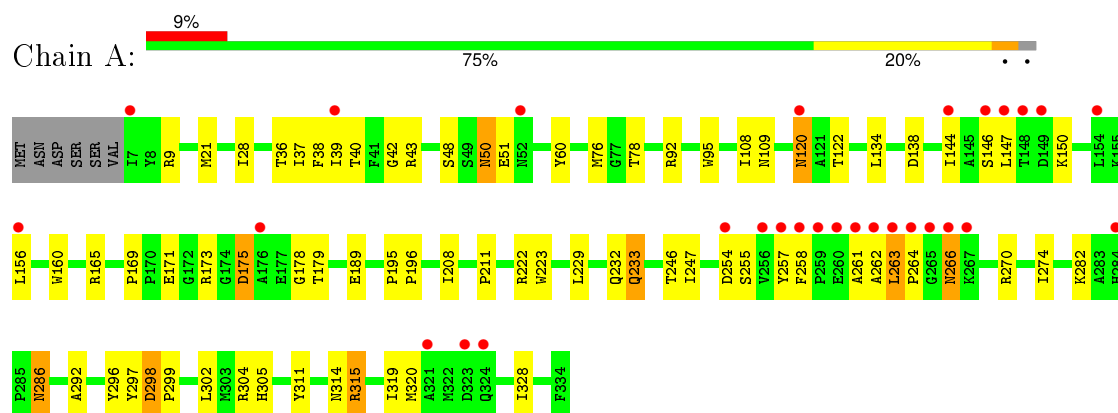 9%
Chain A:
75%
20%
MET ASN ASP SER SER VAL I7 Y8 R9 M21 I28 T36 I37 F38 I39 T40 F41 G42 R43 S48 S49 N50 E51 N52 Y60 M76 G77 T78 R92 W95 I108 N109 N120 A121 T122 L134 D138 I144 A145 S146 L147 T148 D149 K150 L154 K155
L156 W160 R165 P169 P170 E171 G172 R173 G174 D175 A176 E177 G178 T179 E189 P195 P196 I208 P211 R222 W223 L229 Q232 Q233 T246 I247 D254 S255 V256 Y257 F258 P259 E260 A261 A262 L263 P264 G265 N266 K267 R270 I274 K282 A283 H284
P285 N286 A292 Y296 Y297 D298 P299 L302 M303 R304 H305 Y311 N314 R315 I319 M320 A321 M322 D323 Q324 I328 F334